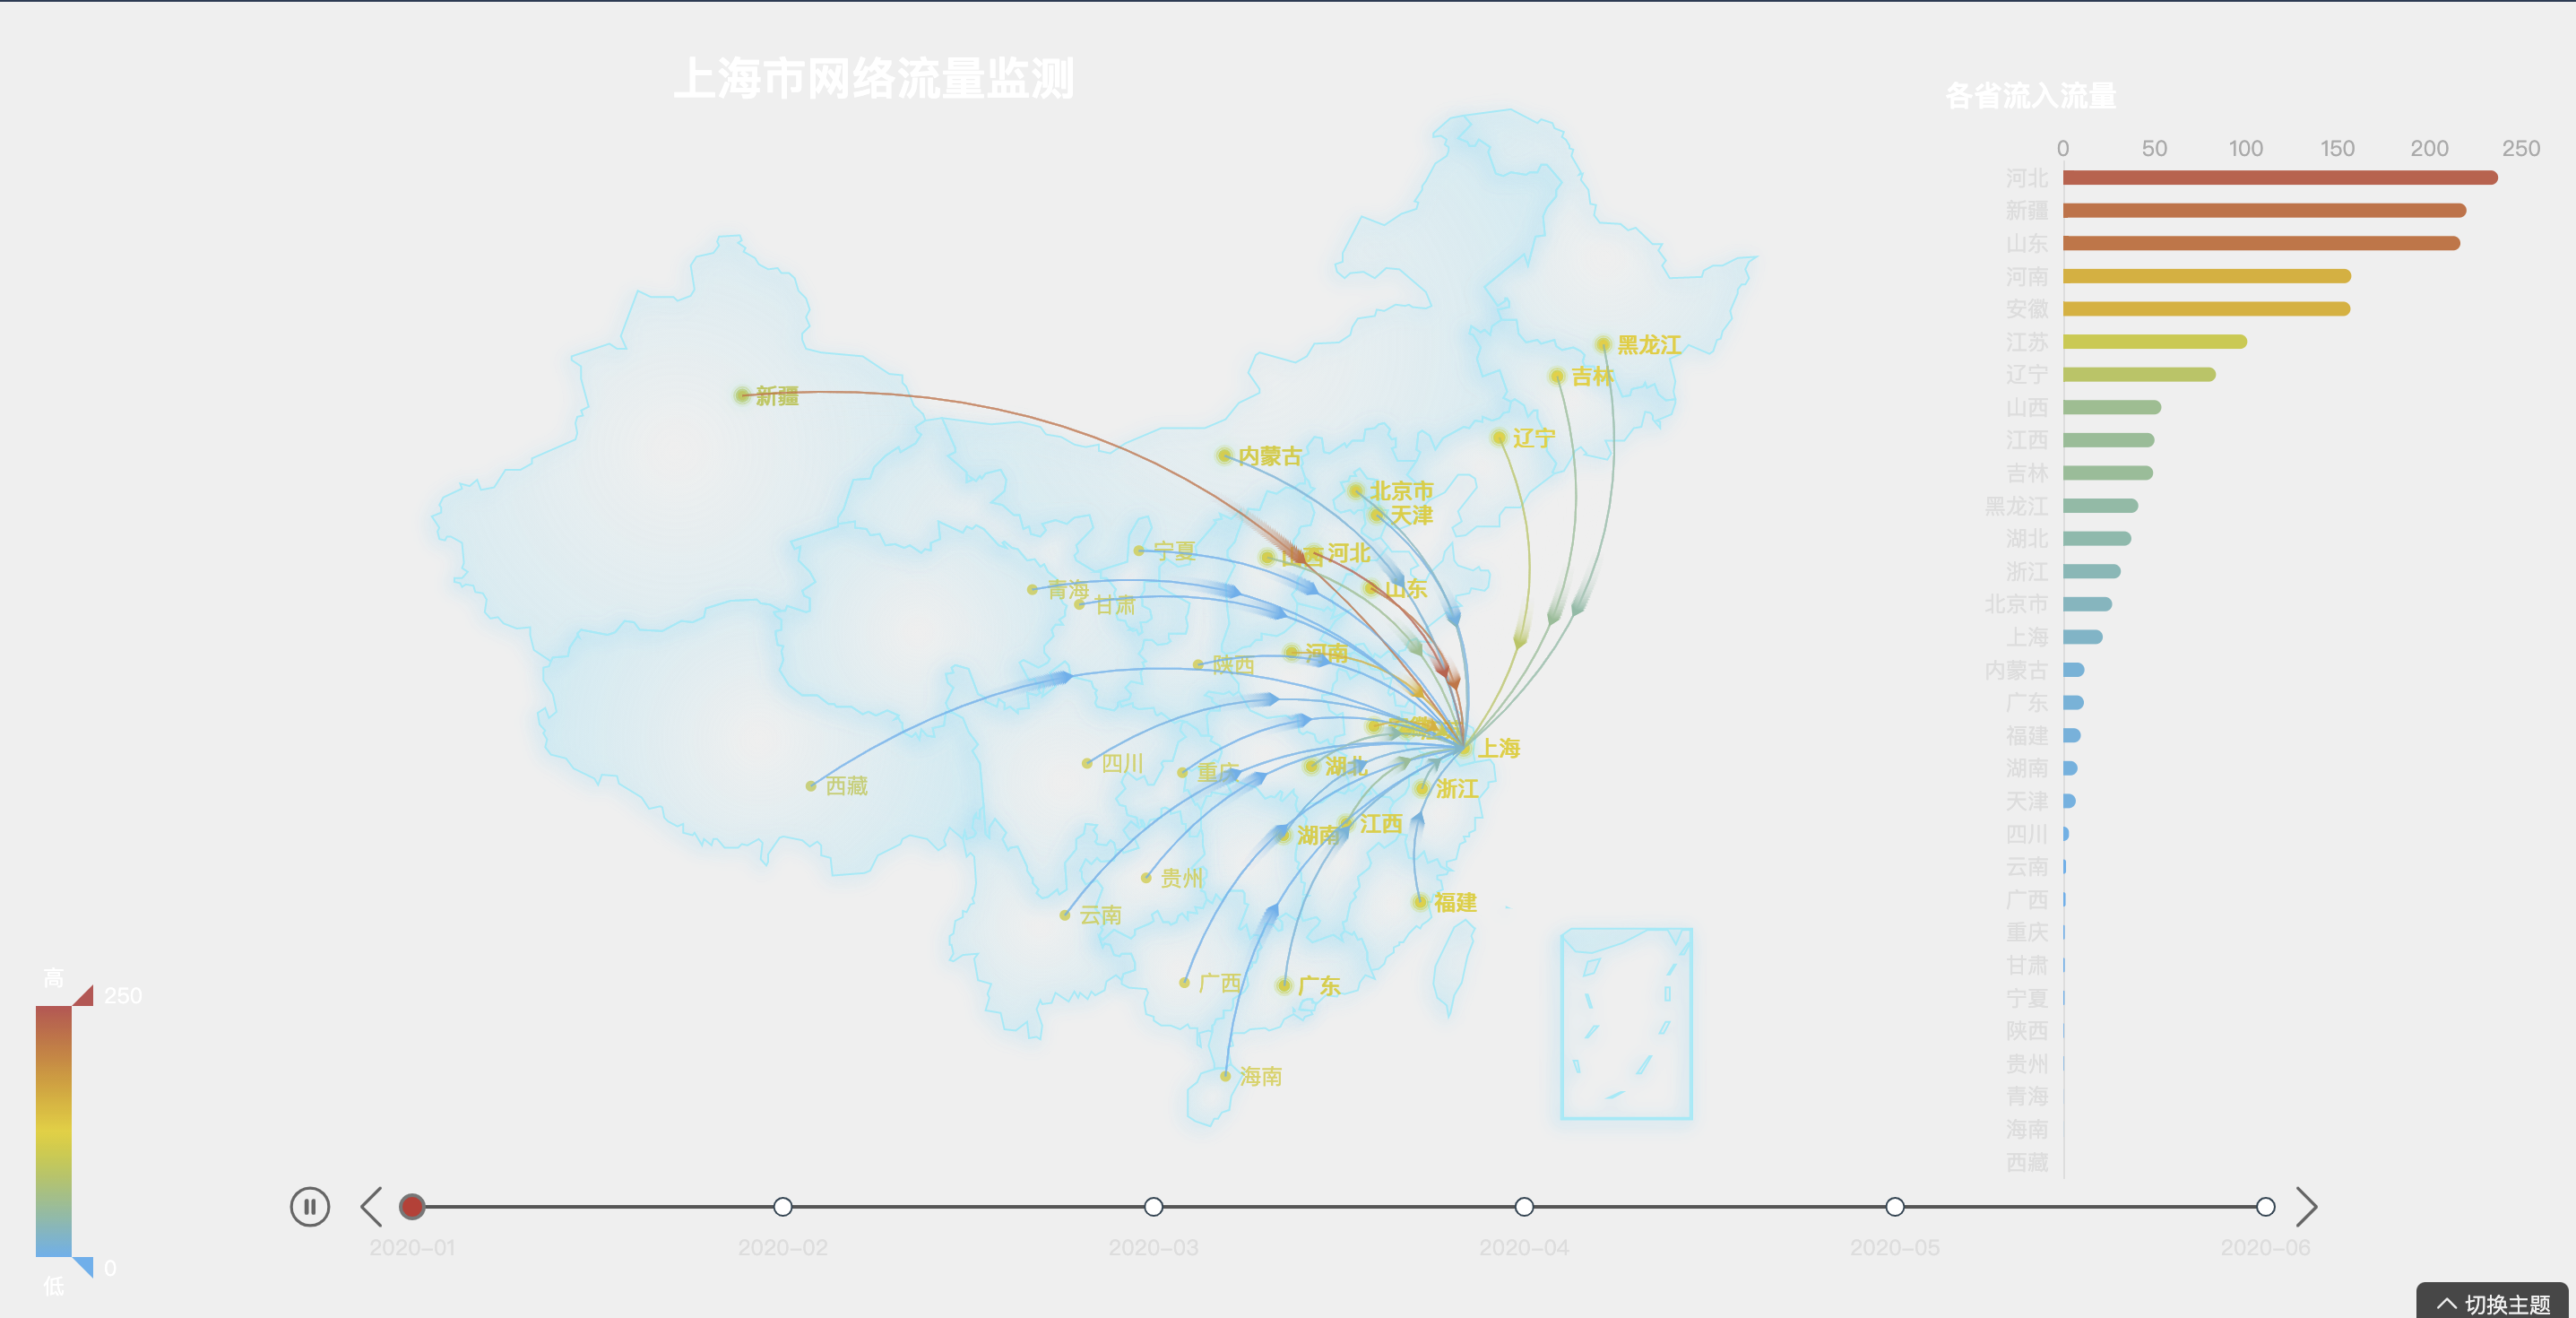 上海市网络流量监测
各省流入流量
0 50 100 150 200 250
河北
新疆
山东
河南
安徽
江苏
辽宁
山西
江西
吉林
黑龙江
湖北
浙江
北京市
上海
内蒙古
广东
福建
湖南
天津
四川
云南
广西
重庆
甘肃
宁夏
陕西
贵州
青海
海南
西藏
黑龙江
吉林
新疆
辽宁
内蒙古
北京市
天津
宁夏
山西
河北
青海
山东
甘肃
河南
陕西
上海
四川
湖北
重庆
西藏
浙江
江西
湖南
贵州
福建
云南
广西
广东
海南
高
250
0
低
2020-01 2020-02 2020-03 2020-04 2020-05 2020-06
切换主题